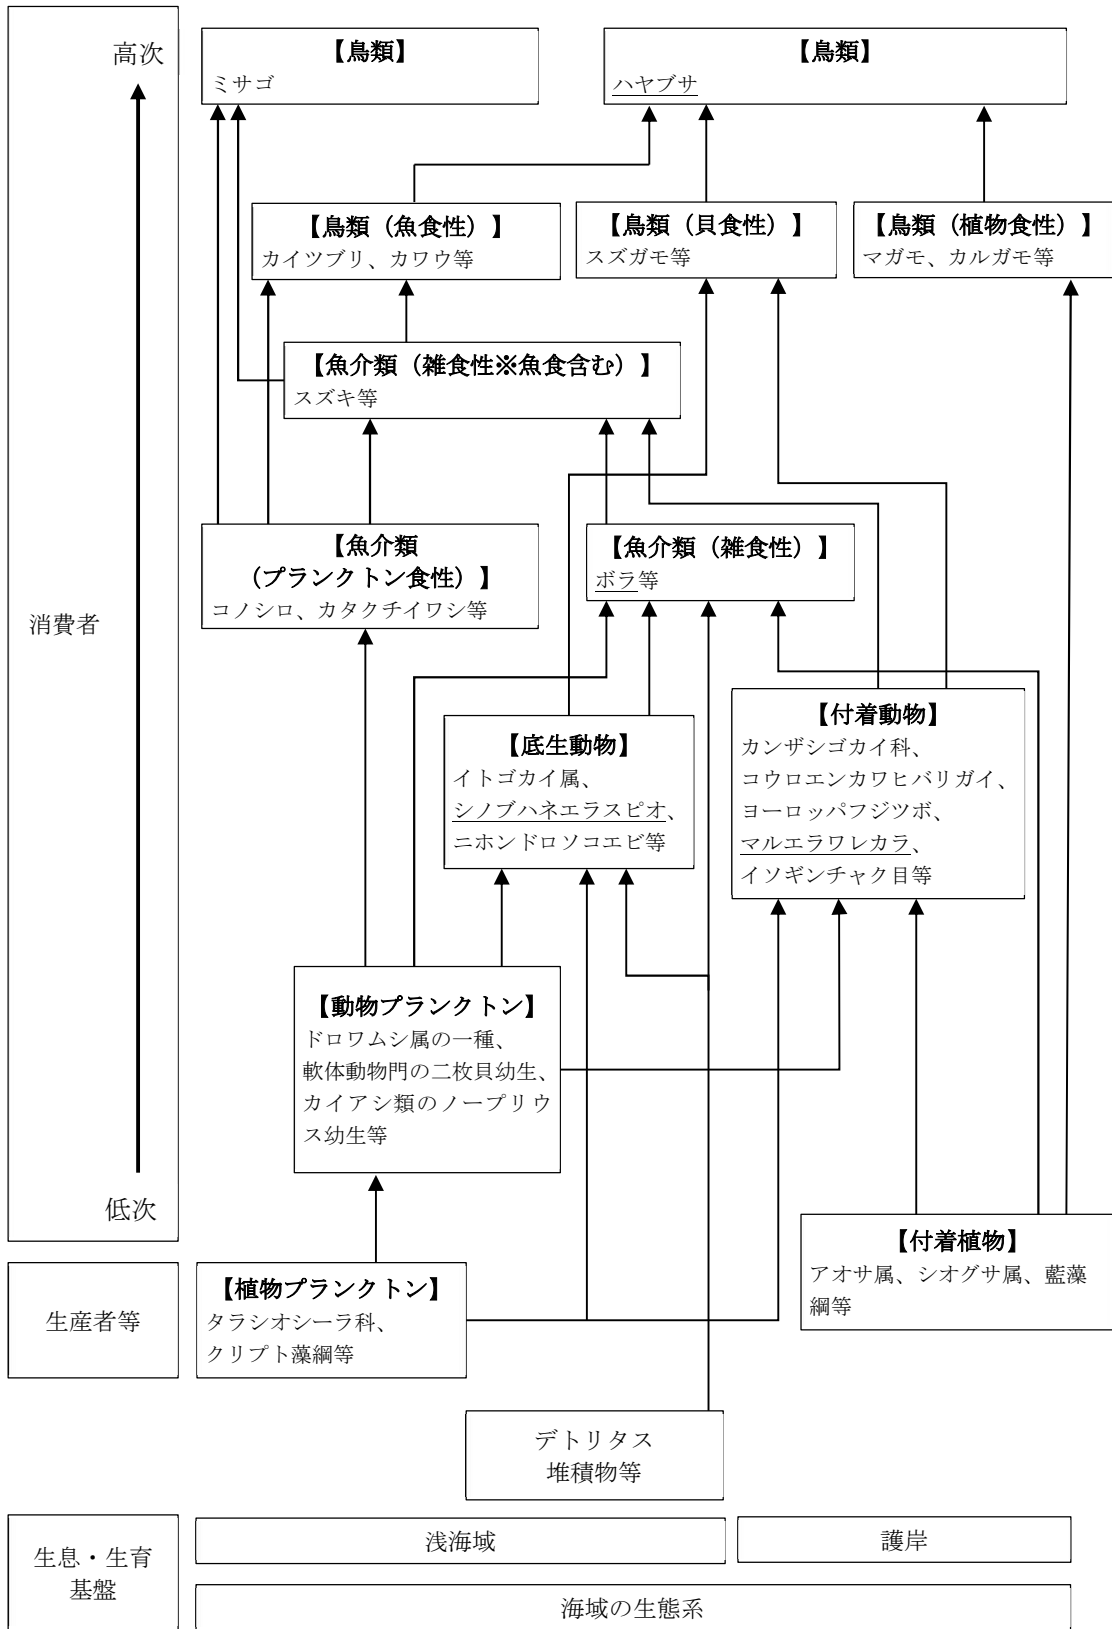 高次
【鳥類】
ミサゴ
【鳥類】
ハヤブサ
【鳥類（魚食性）】
カイツブリ、カワウ等
【鳥類（貝食性）】
スズガモ等
【鳥類（植物食性）】
マガモ、カルガモ等
【魚介類（雑食性※魚食含む）】
スズキ等
【魚介類
（プランクトン食性）】
コノシロ、カタクチイワシ等
【魚介類（雑食性）】
ボラ等
消費者
【底生動物】
イトゴカイ属、
シノブハネエラスピオ、
ニホンドロソコエビ等
【付着動物】
カンザシゴカイ科、
コウロエンカワヒバリガイ、
ヨーロッパフジツボ、
マルエラワレカラ、
イソギンチャク目等
【動物プランクトン】
ドロワムシ属の一種、
軟体動物門の二枚貝幼生、
カイアシ類のノープリウ
ス幼生等
低次
【付着植物】
アオサ属、シオグサ属、藍藻
綱等
生産者等
【植物プランクトン】
タラシオシーラ科、
クリプト藻綱等
デトリタス
堆積物等
生息・生育
基盤
浅海域
護岸
海域の生態系